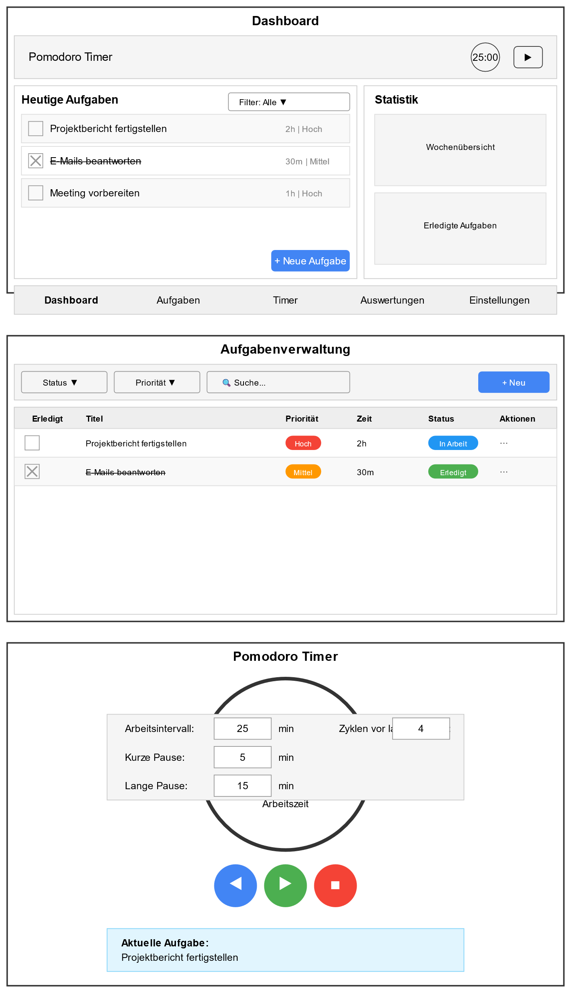 Dashboard
Pomodoro Timer
25:00
▶
Heutige Aufgaben
Filter: Alle ▼
Projektbericht fertigstellen
2h | Hoch
E-Mails beantworten
30m | Mittel
Meeting vorbereiten
1h | Hoch
+ Neue Aufgabe
Statistik
Wochenübersicht
Erledigte Aufgaben
Dashboard Aufgaben Timer Auswertungen Einstellungen
Aufgabenverwaltung
Status ▼ Priorität ▼ 🔍 Suche... + Neu
Erledigt Titel Priorität Zeit Status Aktionen
Projektbericht fertigstellen Hoch 2h In Arbeit ...
E-Mails beantworten Mittel 30m Erledigt ...
Pomodoro Timer
Arbeitsintervall: 25 min Zyklen vor 4
Kurze Pause: 5 min
Lange Pause: 15 min
Arbeitszeit
◀ ▶ ■
Aktuelle Aufgabe:
Projektbericht fertigstellen